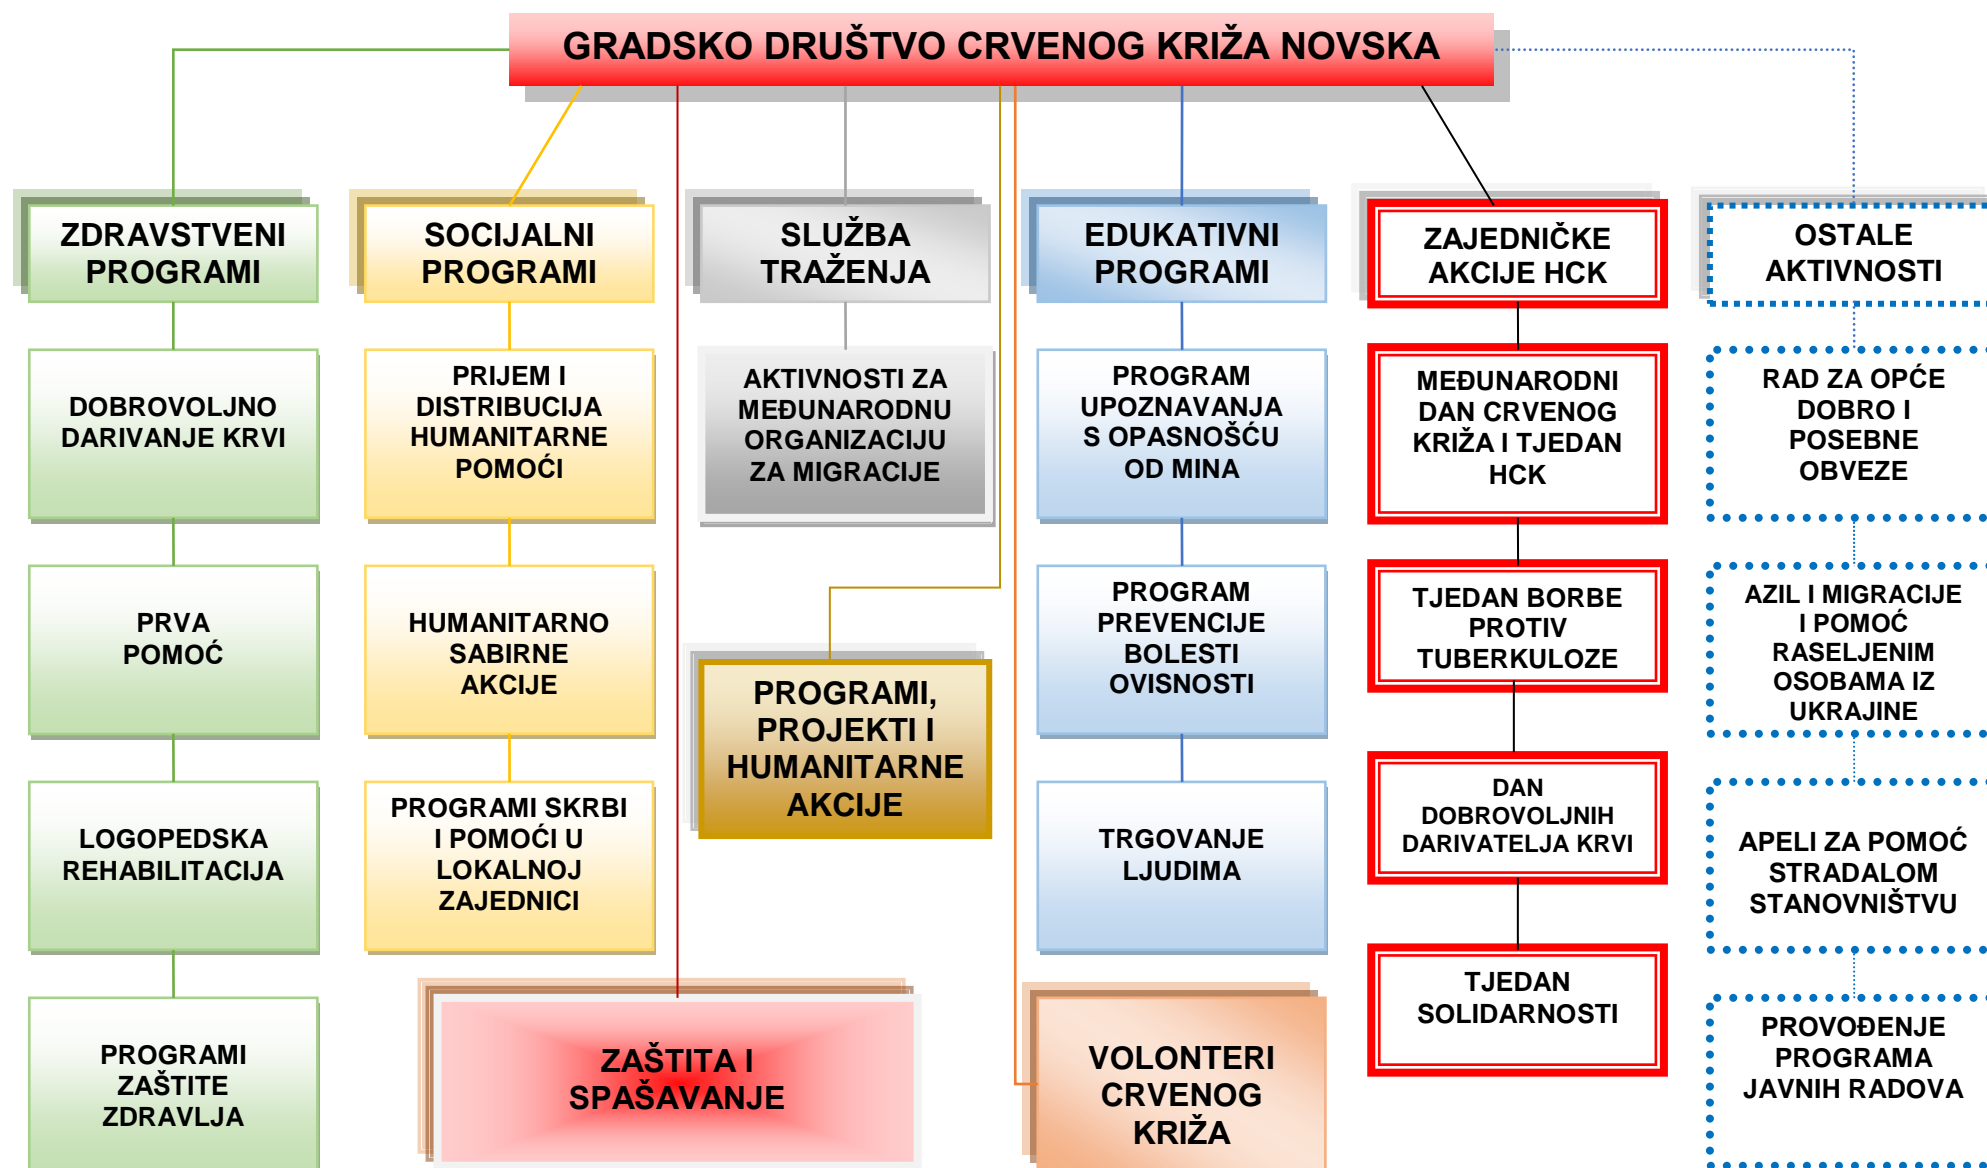 GRADSKO DRUŠTVO CRVENOG KRIŽA NOVSKA
ZDRAVSTVENI
PROGRAMI
DOBROVOLJNO
DARIVANJE KRVI
PRVA
POMOĆ
LOGOPEDSKA
REHABILITACIJA
PROGRAMI
ZAŠTITE
ZDRAVLJA
SOCIJALNI
PROGRAMI
PRIJEM I
DISTRIBUCIJA
HUMANITARNE
POMOĆI
HUMANITARNO
SABIRNE
AKCIJE
PROGRAMI SKRBI
I POMOĆI U
LOKALNOJ
ZAJEDNICI
ZAŠTITA I
SPAŠAVANJE
SLUŽBA
TRAŽENJA
AKTIVNOSTI ZA
MEĐUNARODNU
ORGANIZACIJU
ZA MIGRACIJE
PROGRAMI,
PROJEKTI I
HUMANITARNE
AKCIJE
EDUKATIVNI
PROGRAMI
PROGRAM
UPOZNAVANJA
S OPASNOŠĆU
OD MINA
PROGRAM
PREVENCIJE
BOLESTI
OVISNOSTI
TRGOVANJE
LJUDIMA
VOLONTERI
CRVENOG
KRIŽA
ZAJEDNIČKE
AKCIJE HCK
MEĐUNARODNI
DAN CRVENOG
KRIŽA I TJEDAN
HCK
TJEDAN BORBE
PROTIV
TUBERKULOZE
DAN
DOBROVOLJNIH
DARIVATELJA KRVI
TJEDAN
SOLIDARNOSTI
OSTALE
AKTIVNOSTI
RAD ZA OPĆE
DOBRO I
POSEBNE
OBVEZE
AZIL I MIGRACIJE
I POMOĆ
RASELJENIM
OSOBAMA IZ
UKRAJINE
APELI ZA POMOĆ
STRADALOM
STANOVNIŠTVU
PROVOĐENJE
PROGRAMA
JAVNIH RADOVA